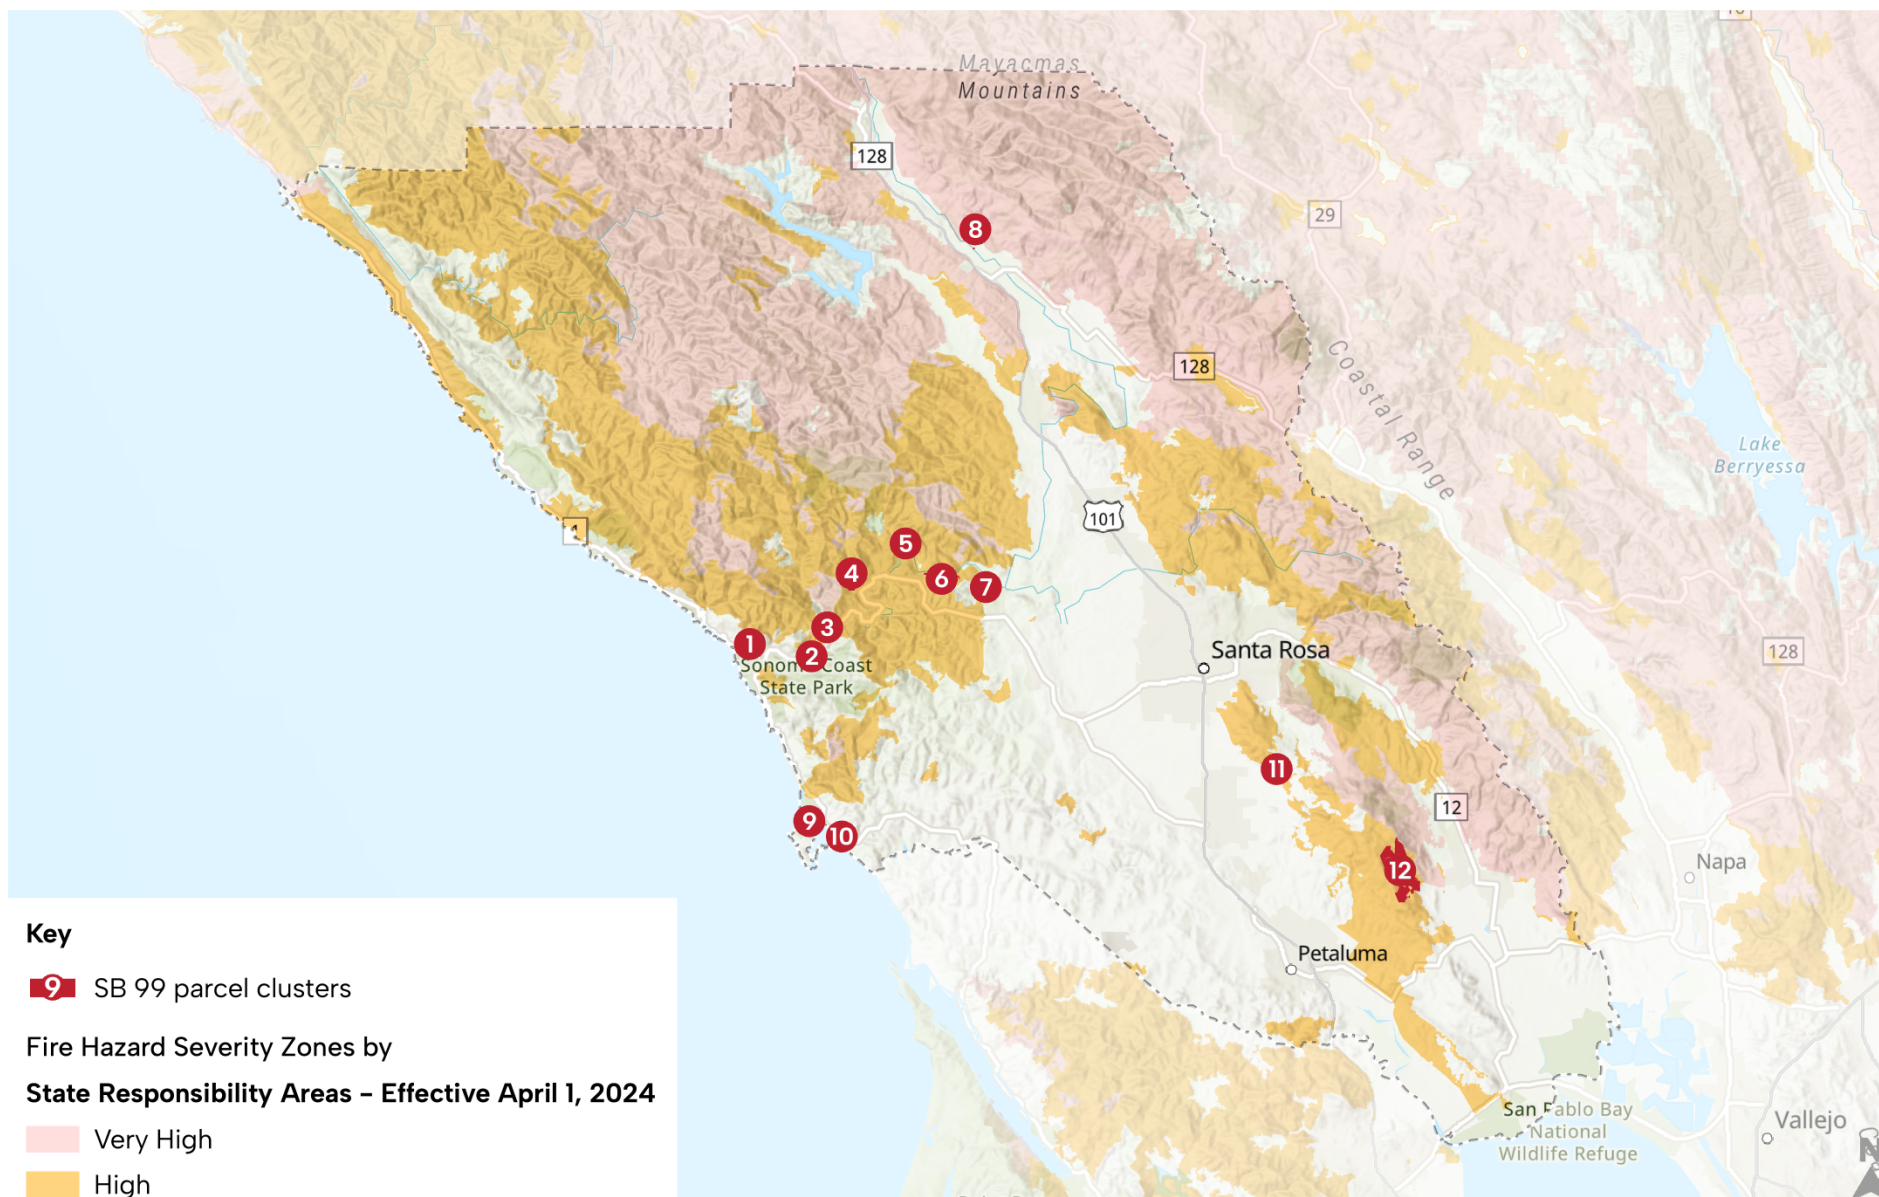 Mayacmas
Mountains
128
8
29
Coastal Range
128
Lake
Berryessa
1
101
5
4
6
7
3
1
2
Sonoma Coast
State Park
Santa Rosa
128
11
12
9
10
12
Napa
Petaluma
San Pablo Bay
National
Wildlife Refuge
Vallejo
N
Key
9 SB 99 parcel clusters
Fire Hazard Severity Zones by
State Responsibility Areas – Effective April 1, 2024
Very High
High